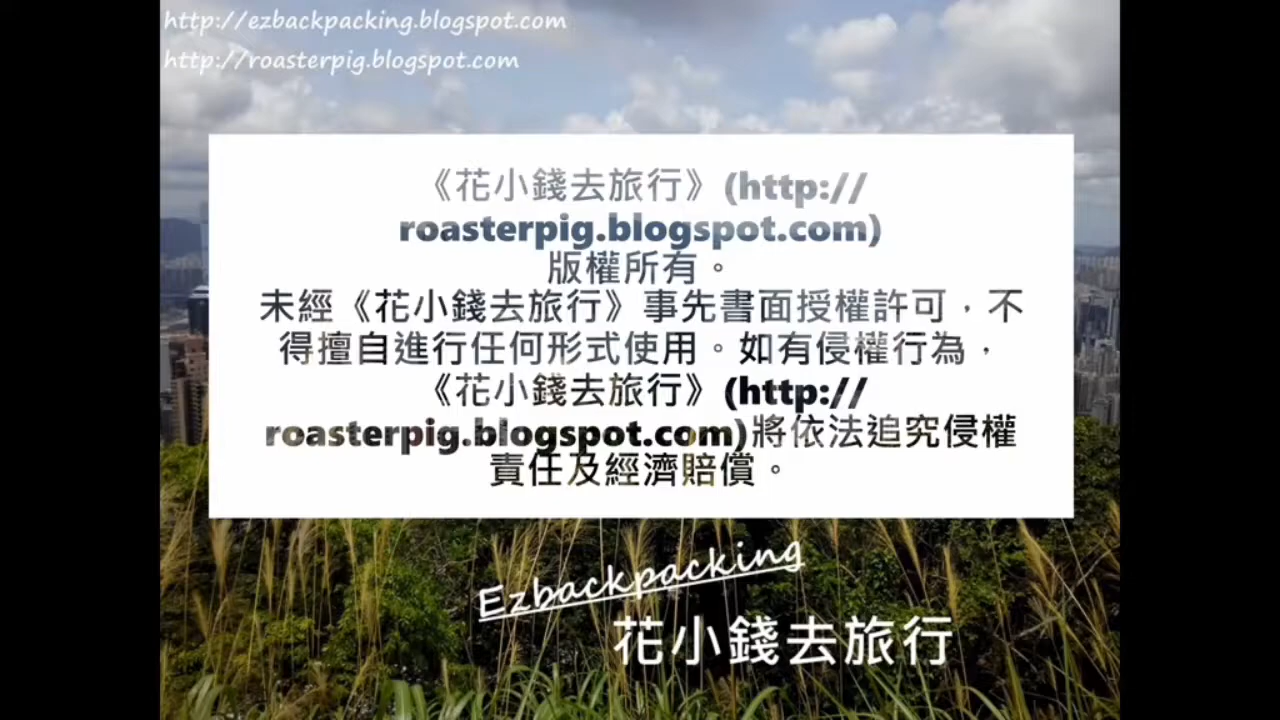 http://ezbackpacking.blogspot.com
http://roasterpig.blogspot.com
《花小錢去旅行》(http://
roasterpig.blogspot.com)
版權所有。
未經《花小錢去旅行》事先書面授權許可，不
得擅自進行任何形式使用。如有侵權行為，
《花小錢去旅行》(http://
roasterpig.blogspot.com)將依法追究侵權
責任及經濟賠償。
Ezbackpacking
花小錢去旅行